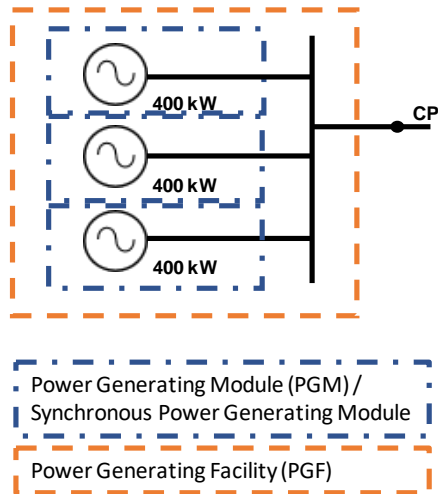 400 kW
CP
400 kW
400 kW
Power Generating Module (PGM) /
Synchronous Power Generating Module
Power Generating Facility (PGF)